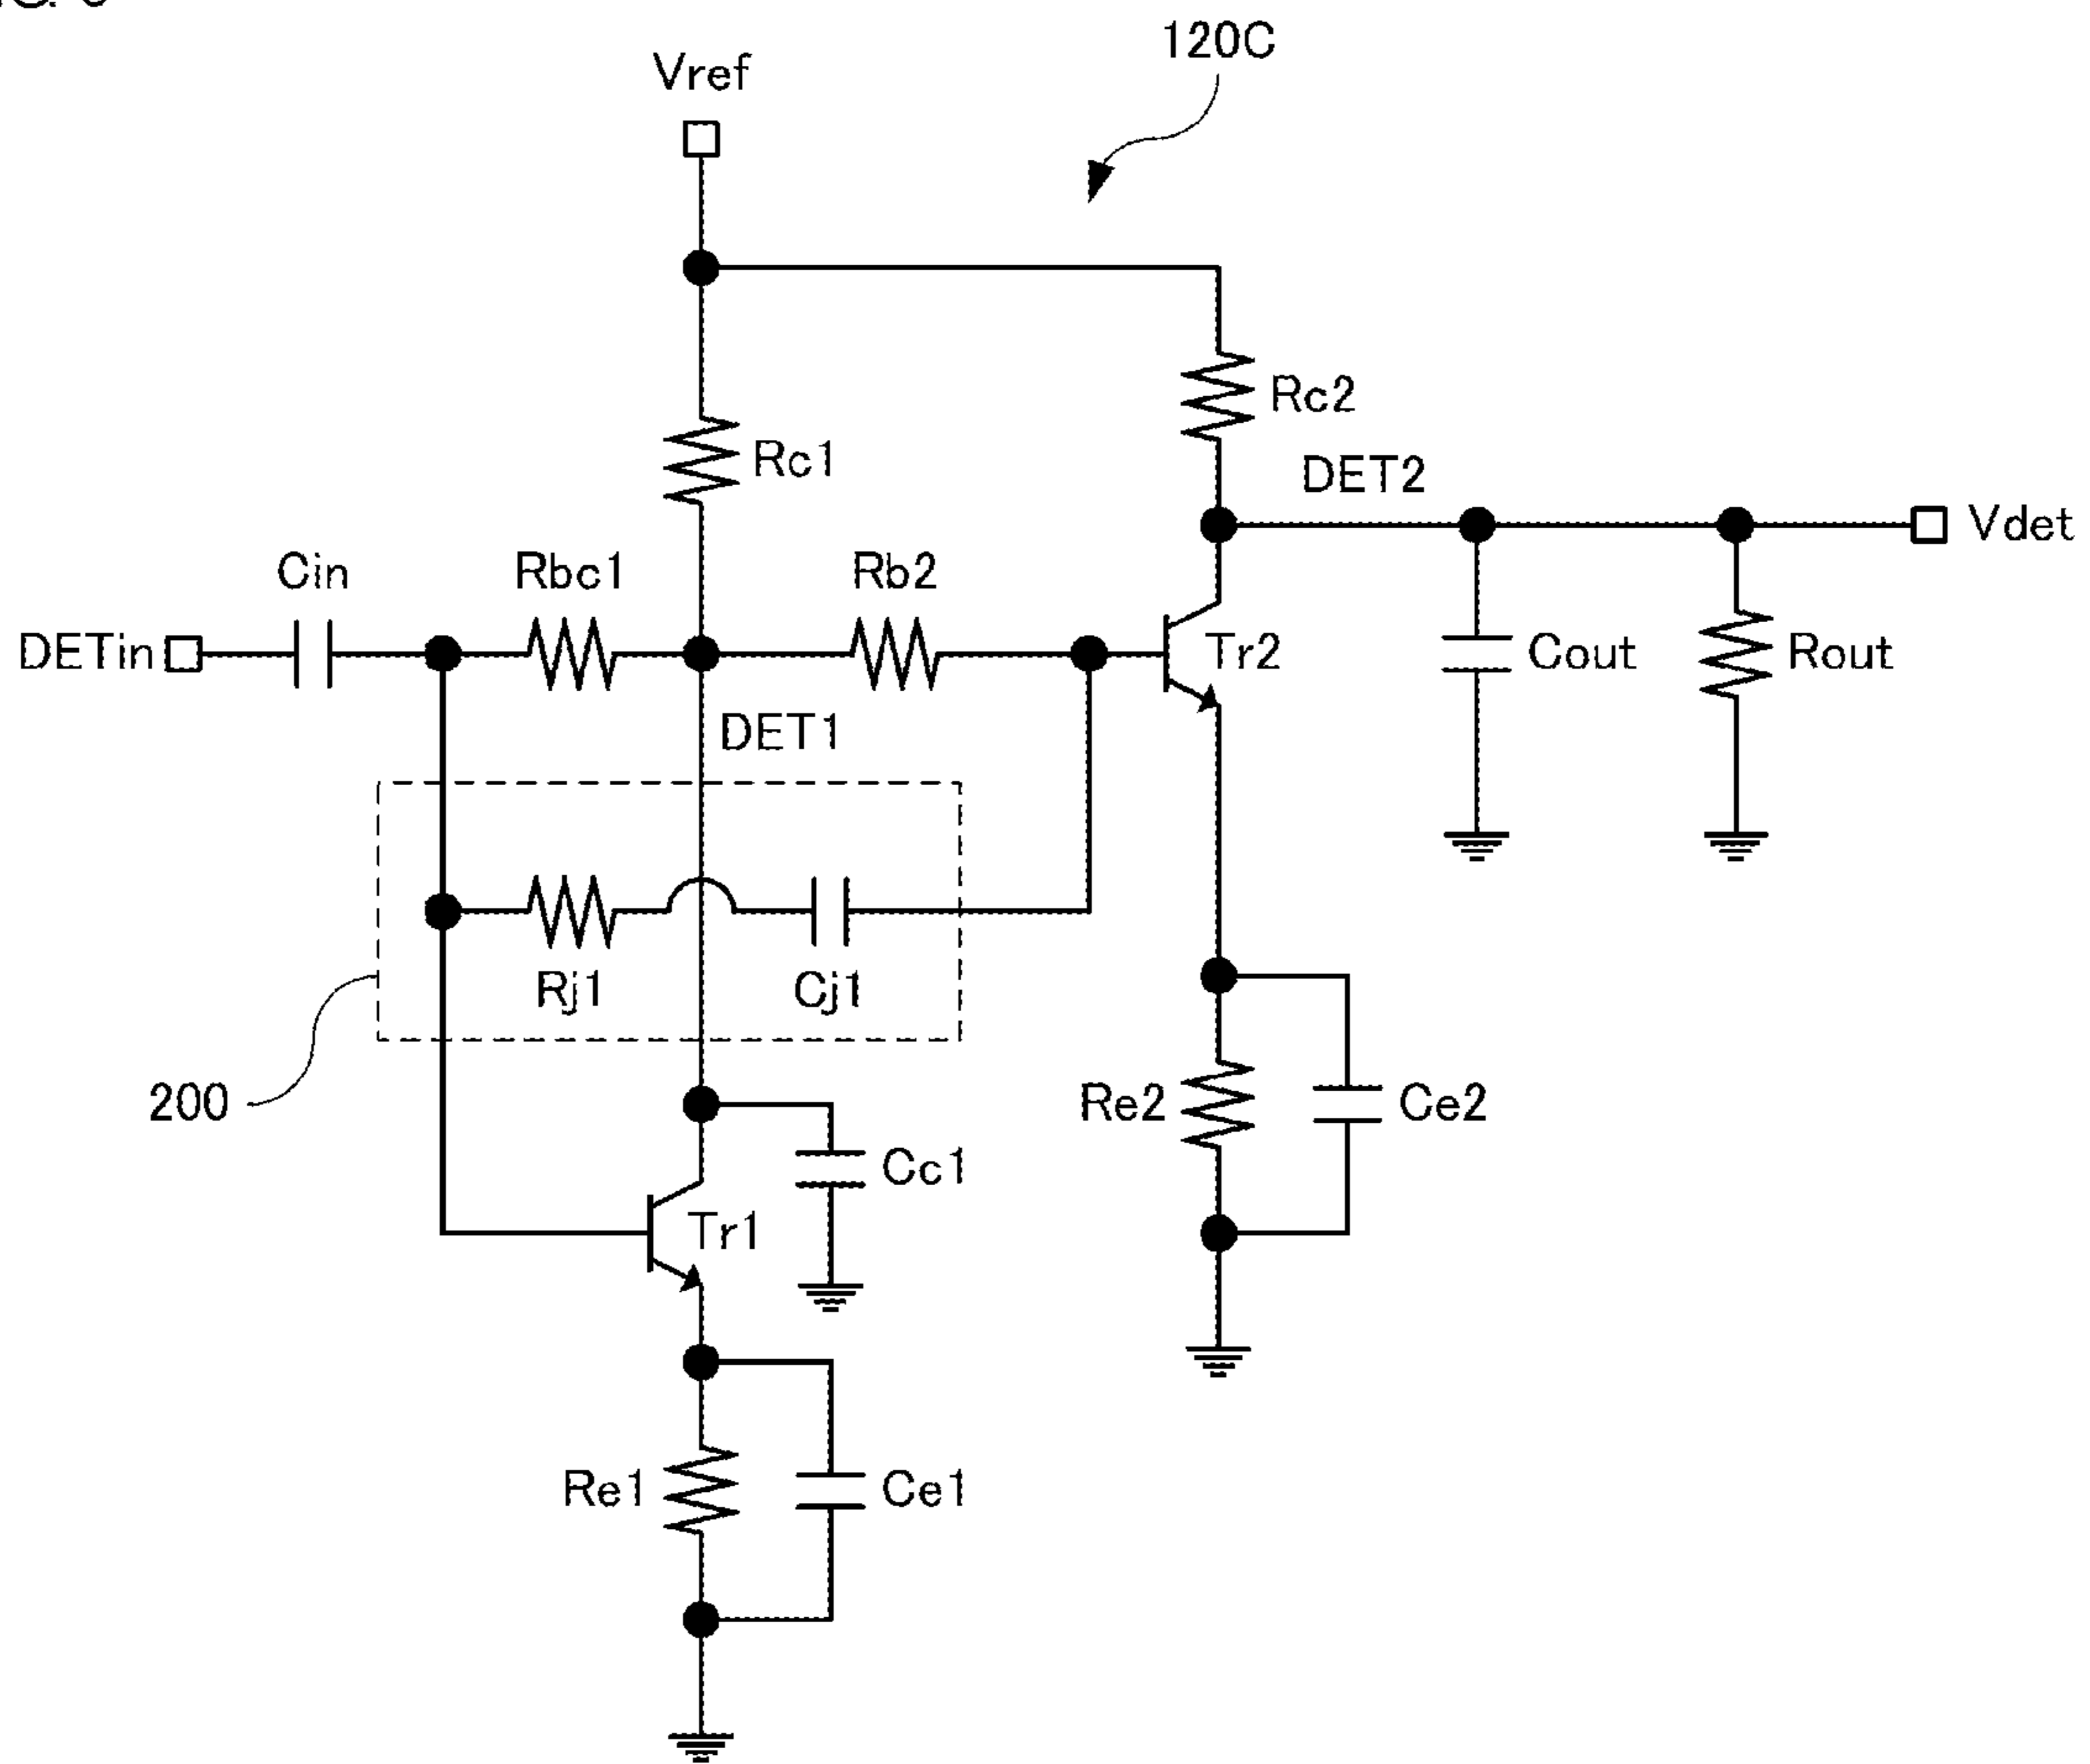 120C
Vref
Rc2
Rc1
DET2
Vdet
Cin
Rbc1
Rb2
DETin
Tr2
Cout
Rout
DET1
Rj1
Cj1
200
Re2
Ce2
Cc1
Tr1
Re1
Ce1